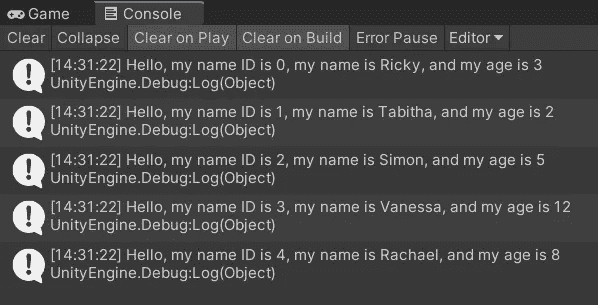 Game Console
Clear Collapse Clear on Play Clear on Build Error Pause Editor
[14:31:22] Hello, my name ID is 0, my name is Ricky, and my age is 3
UnityEngine.Debug:Log(Object)
[14:31:22] Hello, my name ID is 1, my name is Tabitha, and my age is 2
UnityEngine.Debug:Log(Object)
[14:31:22] Hello, my name ID is 2, my name is Simon, and my age is 5
UnityEngine.Debug:Log(Object)
[14:31:22] Hello, my name ID is 3, my name is Vanessa, and my age is 12
UnityEngine.Debug:Log(Object)
[14:31:22] Hello, my name ID is 4, my name is Rachael, and my age is 8
UnityEngine.Debug:Log(Object)